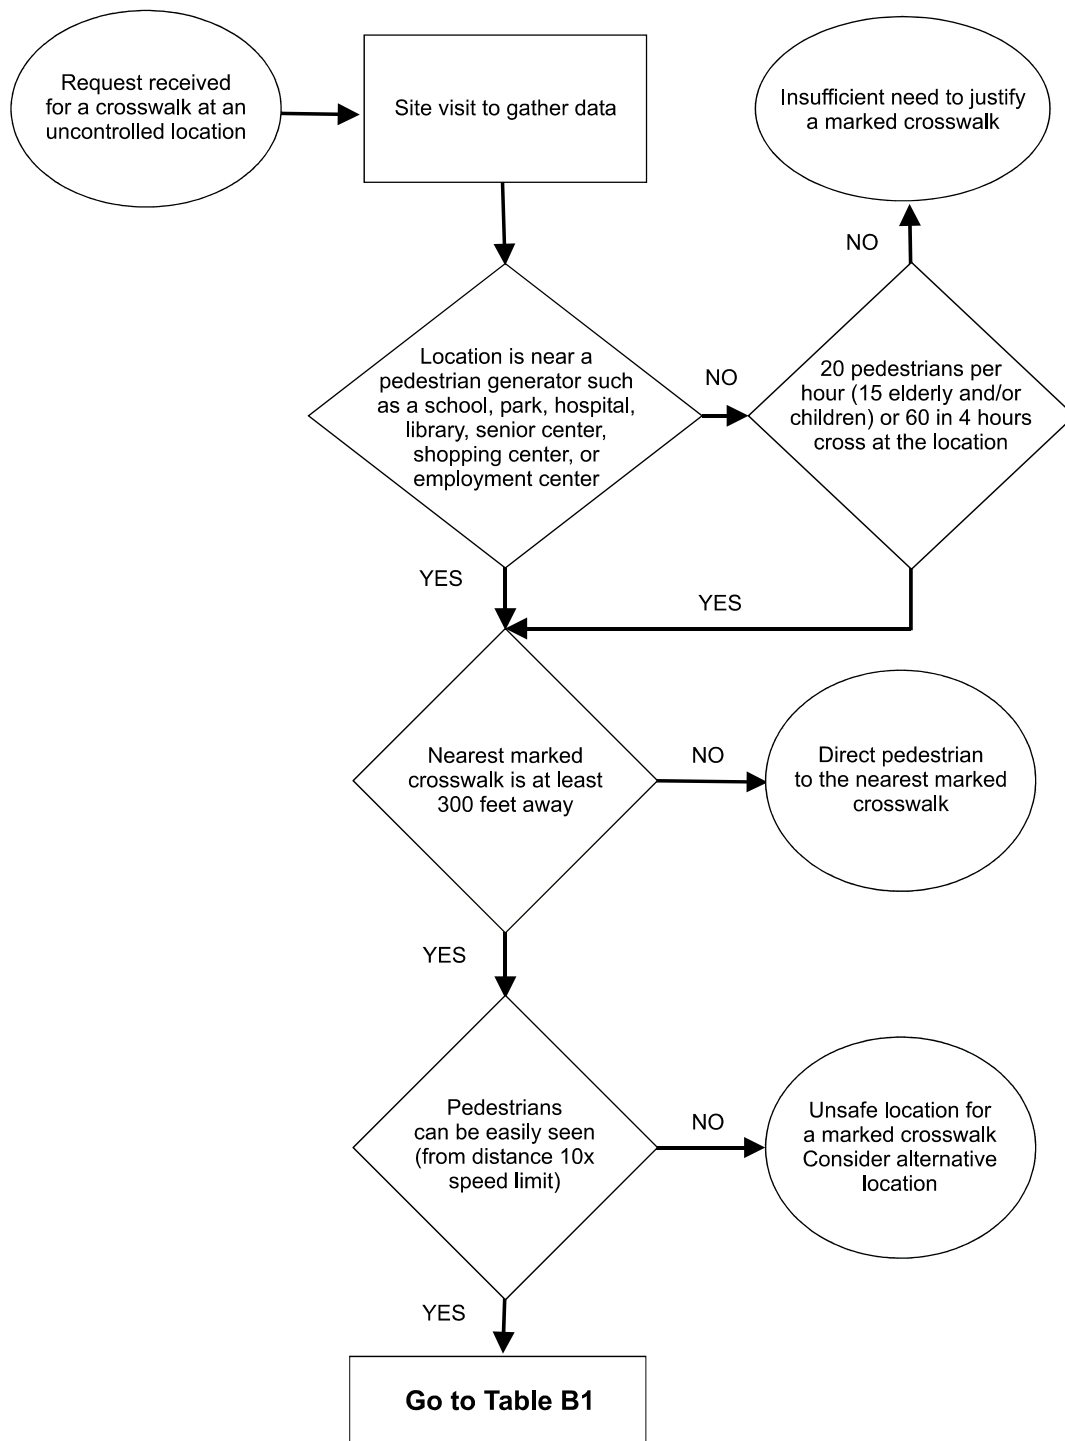 Request received
for a crosswalk at an
uncontrolled location
Site visit to gather data
Insufficient need to justify
a marked crosswalk
NO
Location is near a
pedestrian generator such
as a school, park, hospital,
library, senior center,
shopping center, or
employment center
NO
20 pedestrians per
hour (15 elderly and/or
children) or 60 in 4 hours
cross at the location
YES
YES
Nearest marked
crosswalk is at least
300 feet away
NO
Direct pedestrian
to the nearest marked
crosswalk
YES
Pedestrians
can be easily seen
(from distance 10x
speed limit)
NO
Unsafe location for
a marked crosswalk
Consider alternative
location
YES
Go to Table B1